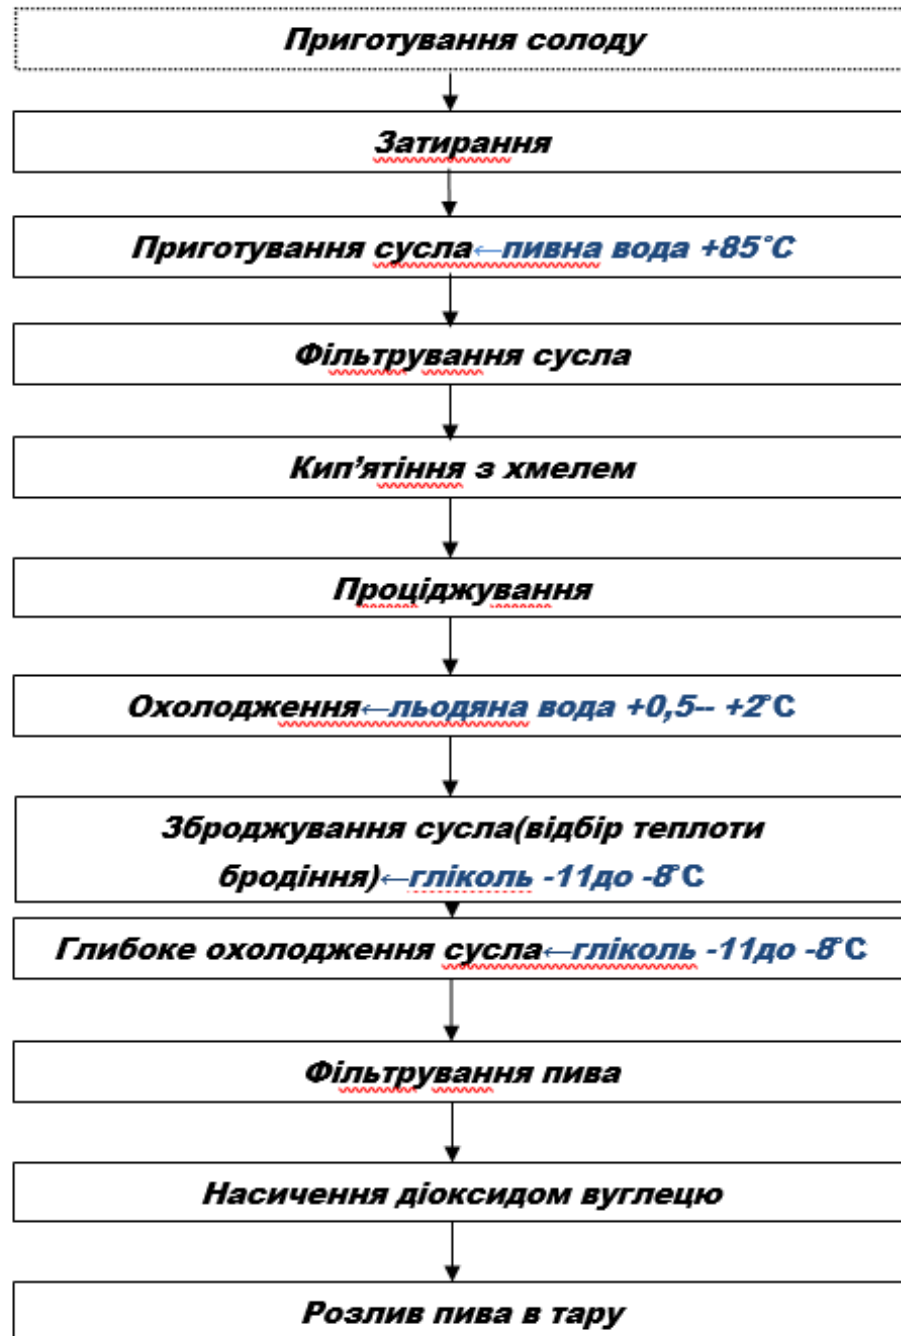 Приготування солоду
Затирання
Приготування сусла←пивна вода +85˚С
Фільтрування сусла
Кип’ятіння з хмелем
Проціджування
Охолодження←льодяна вода +0,5-- +2˚С
Зброджування сусла(відбір теплоти
бродіння)←гліколь -11до -8˚С
Глибоке охолодження сусла←гліколь -11до -8˚С
Фільтрування пива
Насичення діоксидом вуглецю
Розлив пива в тару